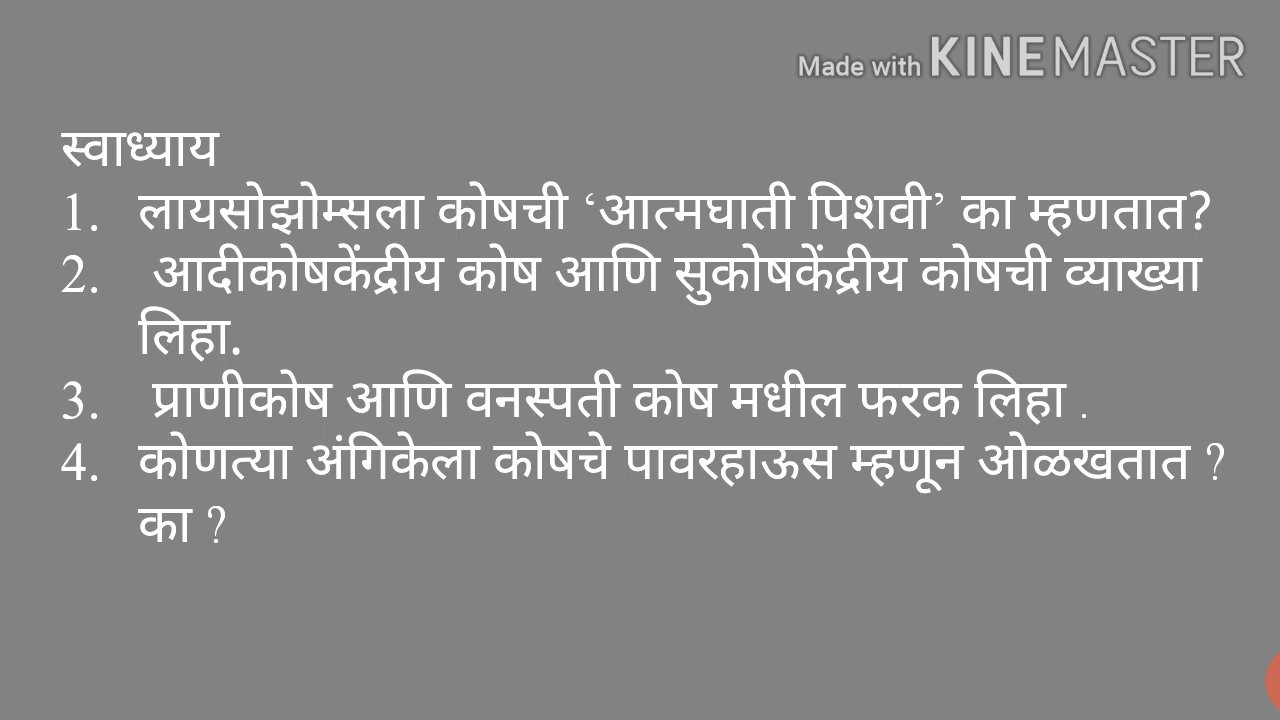 Made with KINEMASTER
स्वाध्याय
1. लायसोझोम्सला कोषची ‘आत्मघाती पिशवी’ का म्हणतात?
2. आदीकोषकेंद्रीय कोष आणि सुकोषकेंद्रीय कोषची व्याख्या
लिहा.
3. प्राणीकोष आणि वनस्पती कोष मधील फरक लिहा .
4. कोणत्या अंगिकेला कोषचे पावरहाऊस म्हणून ओळखतात ?
का ?